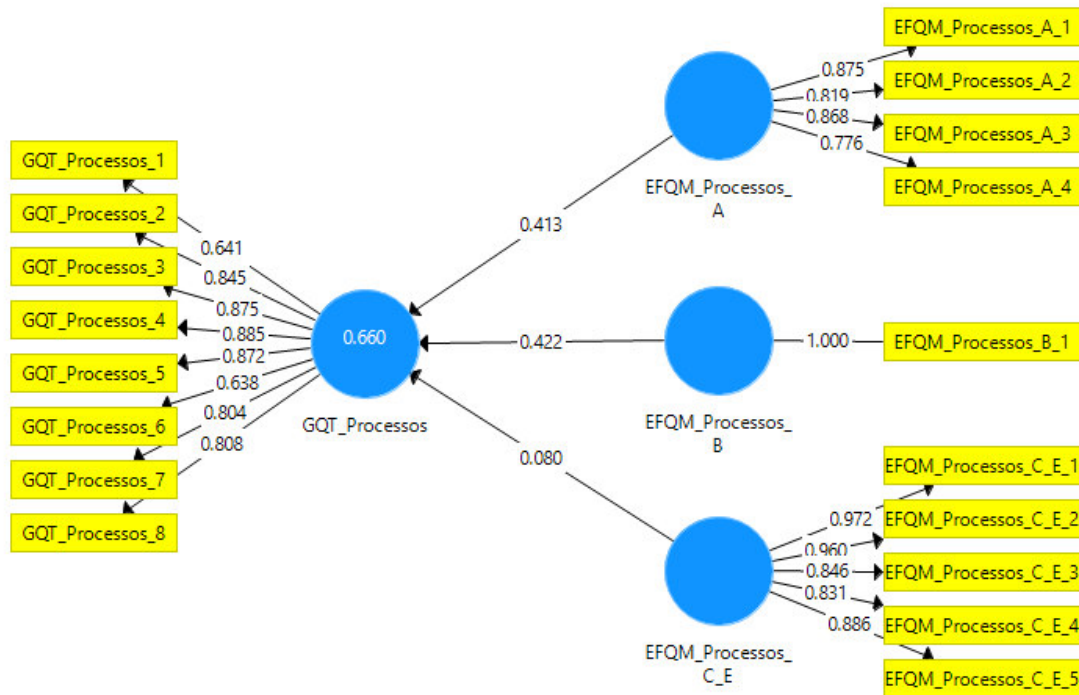 EFQM_Processos_A_1
0.875
EFQM_Processos_A_2
0.819
EFQM_Processos_A_3
0.868
EFQM_Processos_A_4
0.776
EFQM_Processos_
A
0.413
GQT_Processos_1
GQT_Processos_2
GQT_Processos_3
GQT_Processos_4
GQT_Processos_5
GQT_Processos_6
GQT_Processos_7
GQT_Processos_8
0.641
0.845
0.875
0.885
0.872
0.638
0.804
0.808
0.660
GQT_Processos
0.422
1.000
EFQM_Processos_B_1
EFQM_Processos_
B
0.080
EFQM_Processos_C_E_1
0.972
EFQM_Processos_C_E_2
0.960
EFQM_Processos_C_E_3
0.846
EFQM_Processos_C_E_4
0.831
EFQM_Processos_C_E_5
0.886
EFQM_Processos_
C_E